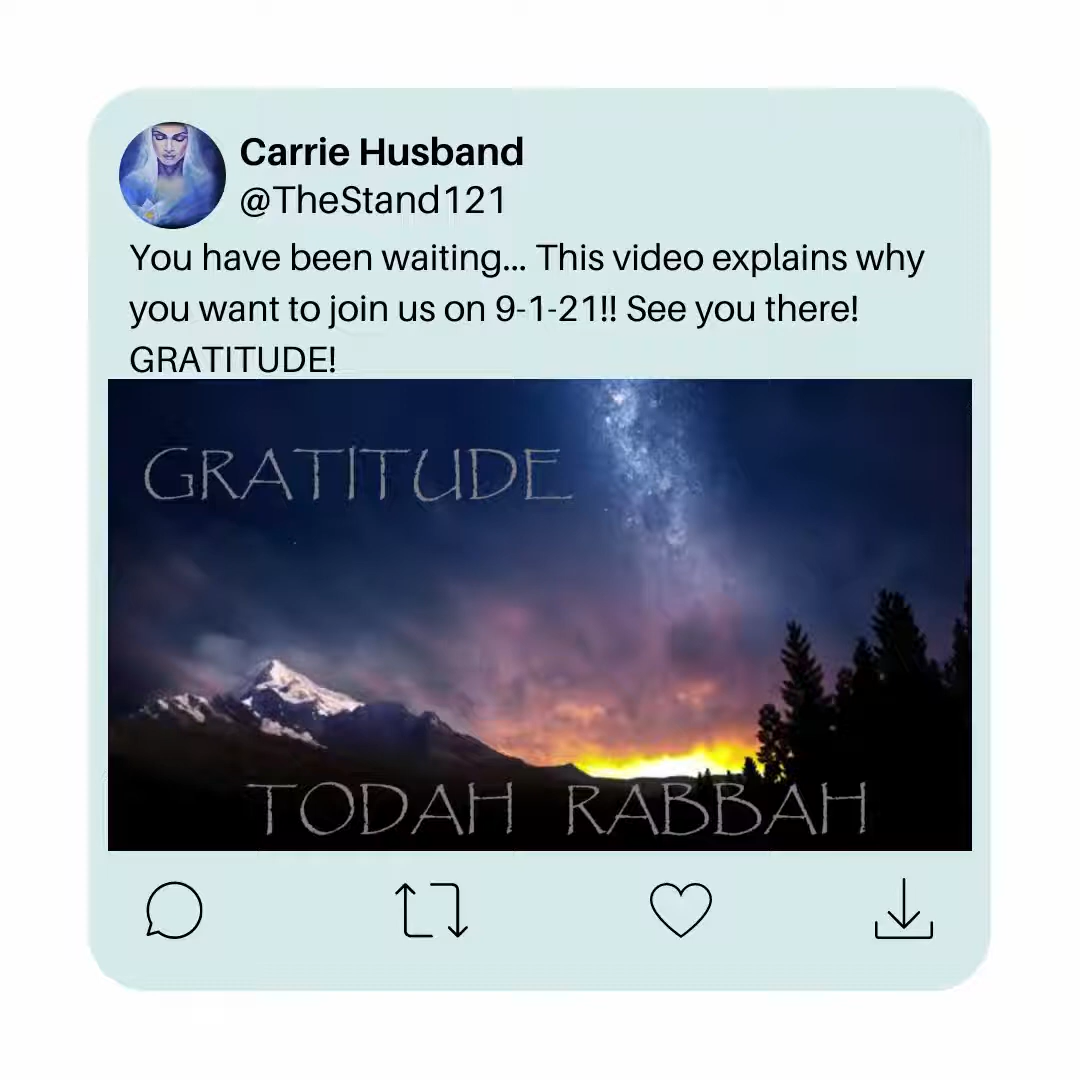 Carrie Husband
@TheStand121
You have been waiting... This video explains why
you want to join us on 9-1-21!! See you there!
GRATITUDE!
GRATITUDE
TODAH RABBAH